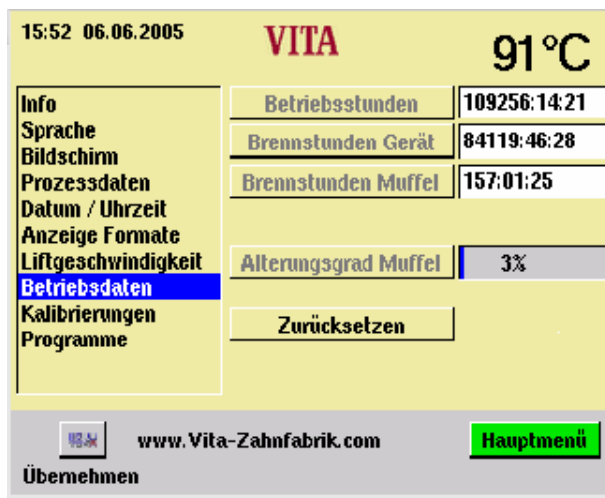 15:52 06.06.2005
VITA
91°C
Info
Sprache
Bildschirm
Prozessdaten
Datum / Uhrzeit
Anzeige Formate
Liftgeschwindigkeit
Betriebsdaten
Kalibrierungen
Programme
Betriebsstunden 109256:14:21
Brennstunden Gerät 84119:46:28
Brennstunden Muffel 157:01:25
Alterungsgrad Muffel 3%
Zurücksetzen
www.Vita-Zahnfabrik.com
Hauptmenü
Übernehmen